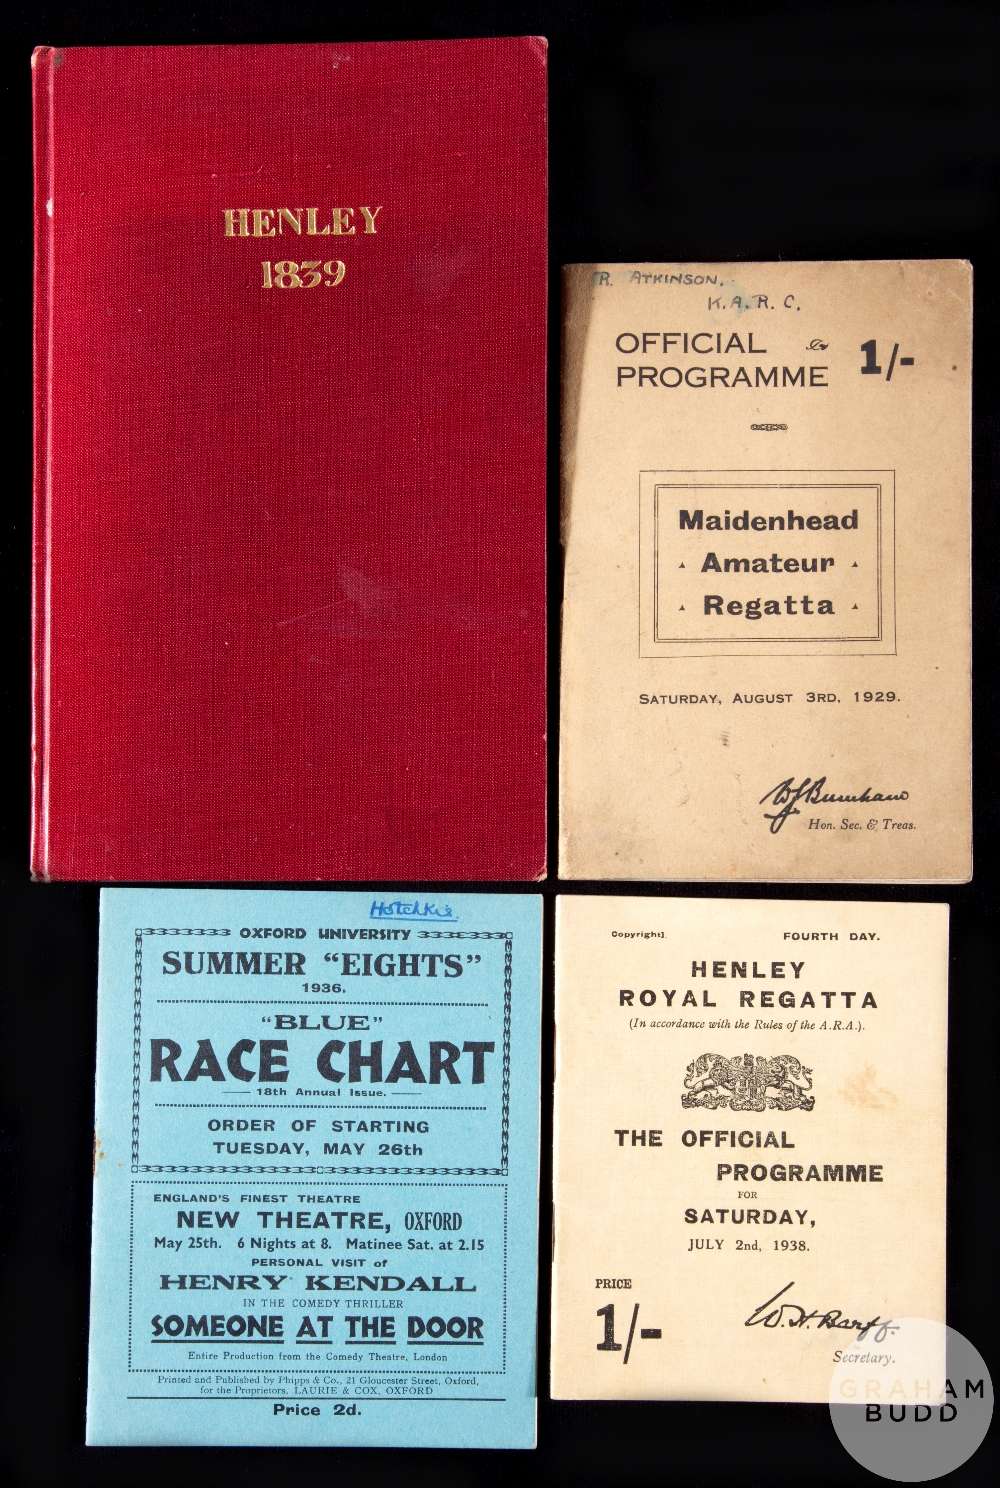 HENLEY
1839
R. ATKINSON.
K.A.R.C.
OFFICIAL
PROGRAMME
1/-
Maidenhead
Amateur
Regatta
SATURDAY, AUGUST 3RD, 1929.
W J Burnham
Hon. Sec. & Treas.
Hotchkis.
OXFORD UNIVERSITY
SUMMER "EIGHTS"
1936.
"BLUE"
RACE CHART
18th Annual Issue.
ORDER OF STARTING
TUESDAY, MAY 26th
ENGLAND'S FINEST THEATRE
NEW THEATRE, OXFORD
May 25th. 6 Nights at 8. Matinee Sat. at 2.15
PERSONAL VISIT of
HENRY KENDALL
IN THE COMEDY THRILLER
SOMEONE AT THE DOOR
Entire Production from the Comedy Theatre, London
Printed and Published by Phipps & Co., 21 Gloucester Street, Oxford,
for the Proprietors, LAURIE & COX, OXFORD
Price 2d.
Copyright]
FOURTH DAY.
HENLEY
ROYAL REGATTA
(In accordance with the Rules of the A.R.A.).
THE OFFICIAL
PROGRAMME
FOR
SATURDAY,
JULY 2nd, 1938.
PRICE
1/-
W. H. Barff.
Secretary.
GRAHAM
BUDD